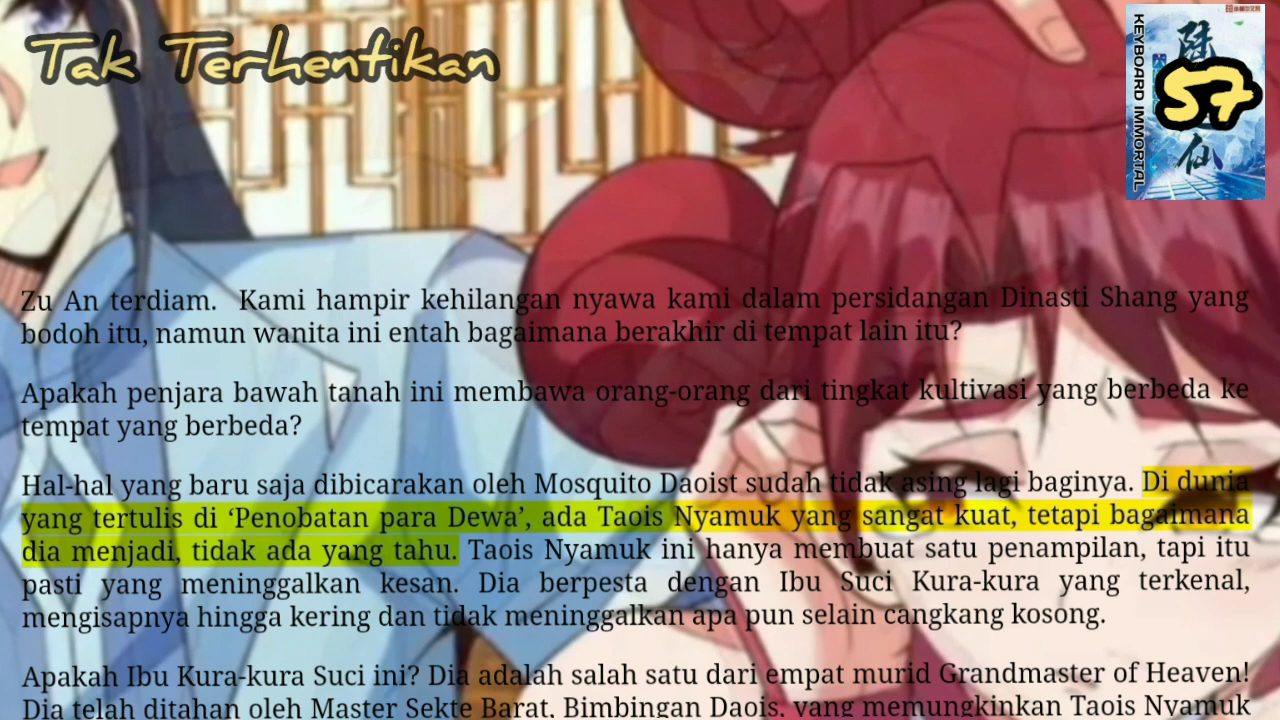 Tak Terhentikan
KEYBOARD IMMORTAL
57
Zu An terdiam. Kami hampir kehilangan nyawa kami dalam persidangan Dinasti Shang yang
bodoh itu, namun wanita ini entah bagaimana berakhir di tempat lain itu?
Apakah penjara bawah tanah ini membawa orang-orang dari tingkat kultivasi yang berbeda ke
tempat yang berbeda?
Hal-hal yang baru saja dibicarakan oleh Mosquito Daoist sudah tidak asing lagi baginya. Di dunia
yang tertulis di ‘Penobatan para Dewa’, ada Taois Nyamuk yang sangat kuat, tetapi bagaimana
dia menjadi, tidak ada yang tahu. Taois Nyamuk ini hanya membuat satu penampilan, tapi itu
pasti yang meninggalkan kesan. Dia berpesta dengan Ibu Suci Kura-kura yang terkenal,
mengisapnya hingga kering dan tidak meninggalkan apa pun selain cangkang kosong.
Apakah Ibu Kura-kura Suci ini? Dia adalah salah satu dari empat murid Grandmaster of Heaven!
Dia telah ditahan oleh Master Sekte Barat, Bimbingan Daois, yang memungkinkan Taois Nyamuk